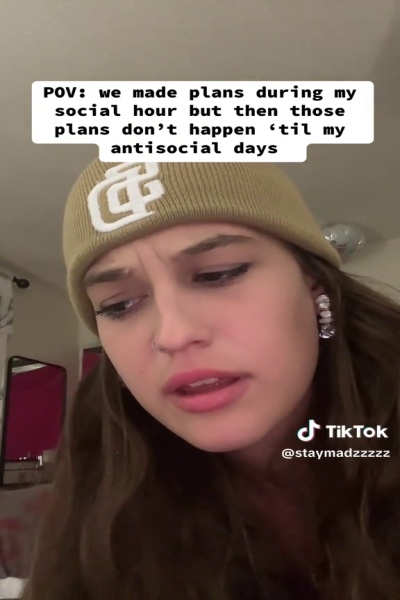 POV: we made plans during my
social hour but then those
plans don’t happen ‘til my
antisocial days
TikTok
@staymadzzzzz